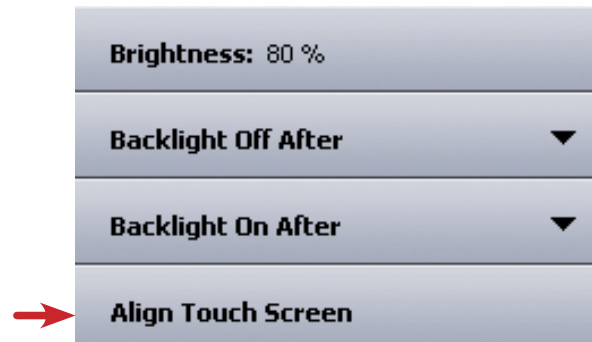 Brightness: 80 %
Backlight Off After
Backlight On After
Align Touch Screen